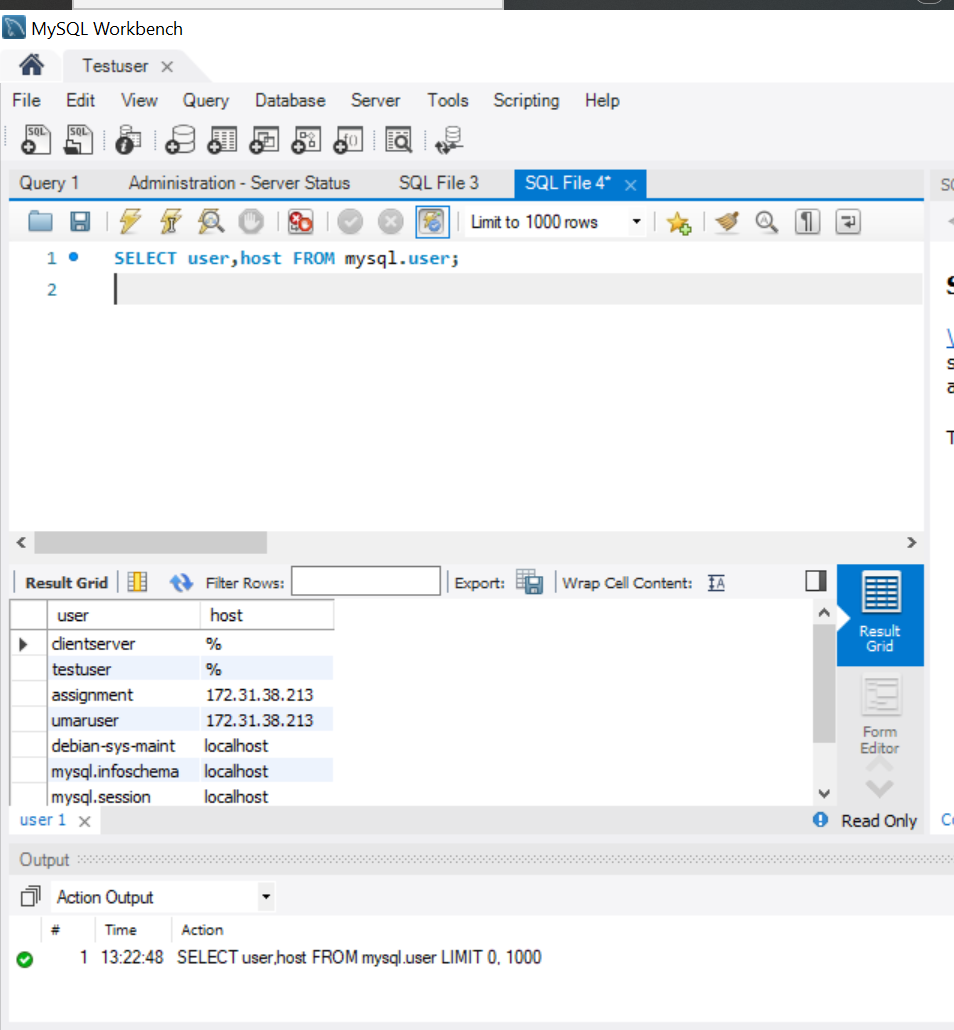 MySQL Workbench
Testuser
File Edit View Query Database Server Tools Scripting Help
Query 1 Administration - Server Status SQL File 3 SQL File 4*
Limit to 1000 rows
1 SELECT user,host FROM mysql.user;
2
Result Grid Filter Rows: Export: Wrap Cell Content:
user host
clientserver %
testuser %
assignment 172.31.38.213
umaruser 172.31.38.213
debian-sys-maint localhost
mysql.infoschema localhost
mysql.session localhost
Result
Grid
Form
Editor
user 1
Read Only
Output
Action Output
# Time Action
1 13:22:48 SELECT user,host FROM mysql.user LIMIT 0, 1000